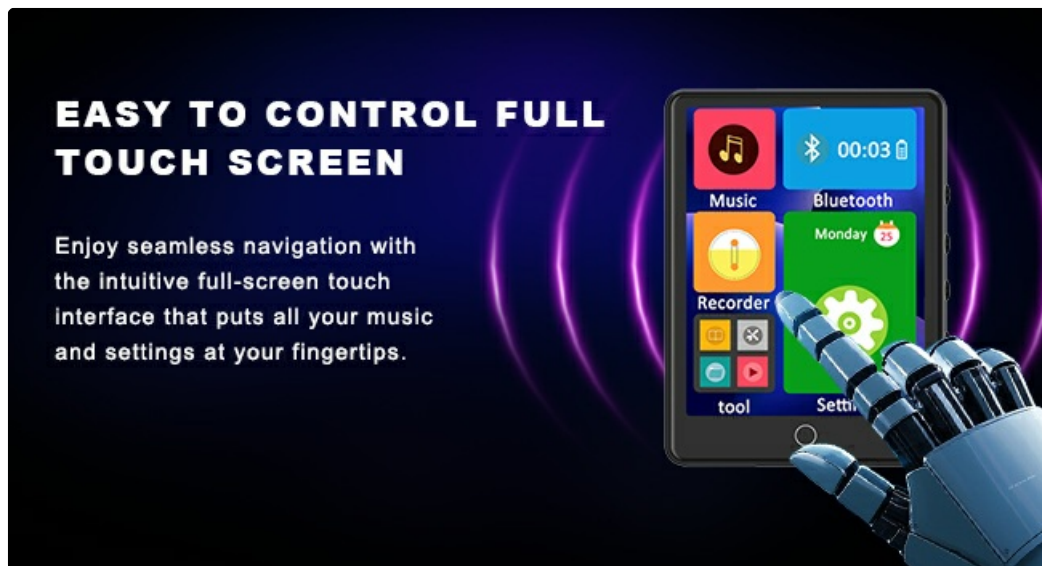 EASY TO CONTROL FULL
TOUCH SCREEN
Enjoy seamless navigation with
the intuitive full-screen touch
interface that puts all your music
and settings at your fingertips.
00:03
Music
Bluetooth
Monday
25
Recorder
tool